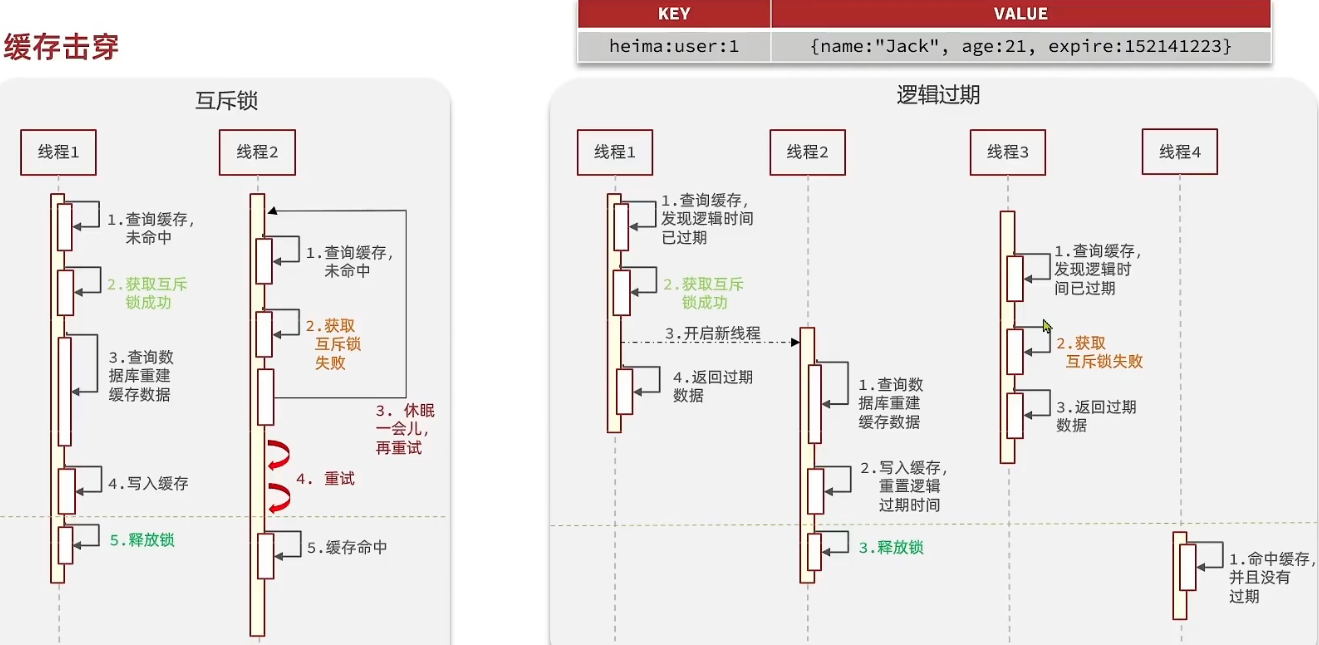 缓存击穿
KEY
VALUE
heima:user:1
{name:"Jack", age:21, expire:152141223}
互斥锁
线程1
线程2
1.查询缓存，
未命中
2.获取互斥
锁成功
3.查询数
据库重建
缓存数据
4.写入缓存
5.释放锁
1.查询缓存，
未命中
2.获取
互斥锁
失败
3. 休眠
一会儿，
再重试
4. 重试
5.缓存命中
逻辑过期
线程1
线程2
线程3
线程4
1.查询缓存，
发现逻辑时间
已过期
2.获取互斥
锁成功
3.开启新线程
4.返回过期
数据
1.查询数
据库重建
缓存数据
2.写入缓存，
重置逻辑
过期时间
3.释放锁
1.查询缓存，
发现逻辑时
间已过期
2.获取
互斥锁失败
3.返回过期
数据
1.命中缓存，
并且没有
过期